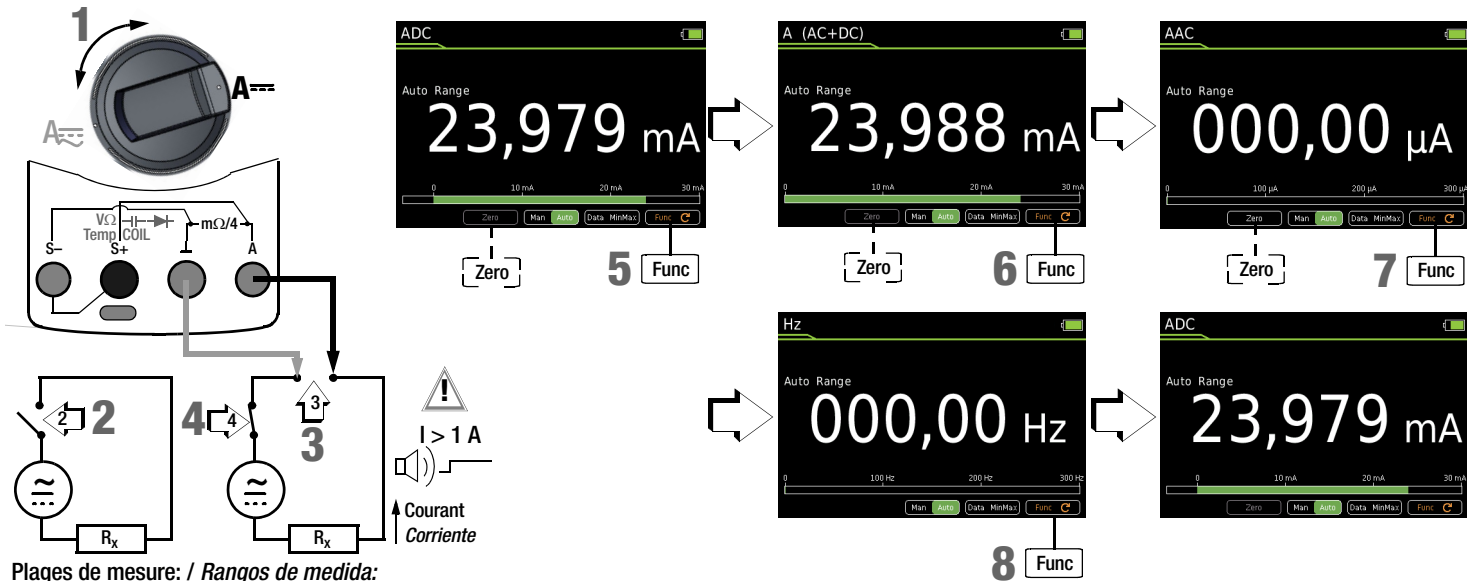 1
A⎓
A≂
VΩ
Temp COIL
mΩ/4
S–
S+
⊥
A
2
2
4
4
3
3
I > 1 A
Courant
Corriente
Rx
Rx
Plages de mesure: / Rangos de medida:
ADC
Auto Range
23,979 mA
0 10 mA 20 mA 30 mA
Zero Man Auto Data MinMax Func
Zero
5 Func
A (AC+DC)
Auto Range
23,988 mA
0 10 mA 20 mA 30 mA
Zero Man Auto Data MinMax Func
Zero
6 Func
AAC
Auto Range
000,00 µA
0 100 µA 200 µA 300 µA
Zero Man Auto Data MinMax Func
Zero
7 Func
Hz
Auto Range
000,00 Hz
0 100 Hz 200 Hz 300 Hz
Man Auto Data MinMax Func
8 Func
ADC
Auto Range
23,979 mA
0 10 mA 20 mA 30 mA
Zero Man Auto Data MinMax Func